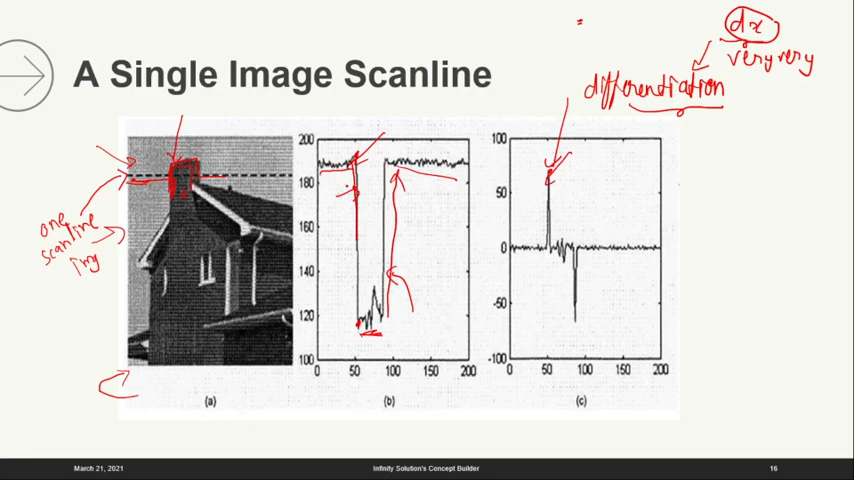 dx
very very
differentiation
A Single Image Scanline
one
scanline
img
200
180
160
140
120
100
0
50
100
150
200
(a)
(b)
100
50
0
-50
-100
0
50
100
150
200
(c)
March 21, 2021
Infinity Solution's Concept Builder
16